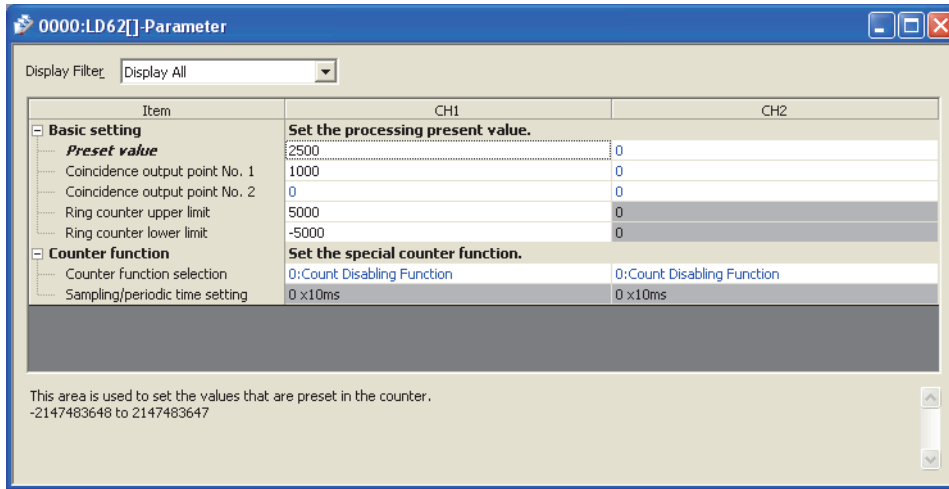 0000:LD62[]-Parameter
Display Filter Display All
Item CH1 CH2
Basic setting Set the processing present value.
Preset value 2500 0
Coincidence output point No. 1 1000 0
Coincidence output point No. 2 0 0
Ring counter upper limit 5000 0
Ring counter lower limit -5000 0
Counter function Set the special counter function.
Counter function selection 0:Count Disabling Function 0:Count Disabling Function
Sampling/periodic time setting 0 x10ms 0 x10ms
This area is used to set the values that are preset in the counter.
-2147483648 to 2147483647